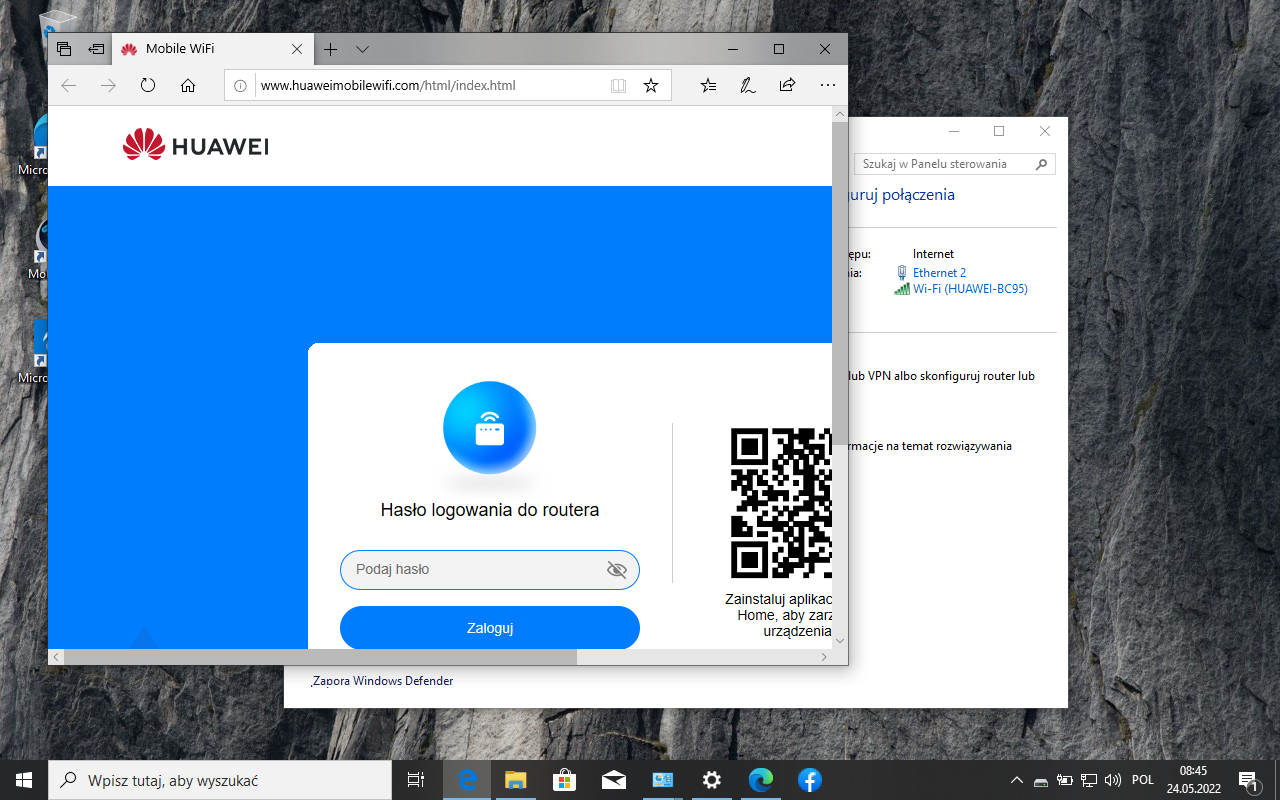 Mobile WiFi
www.huaweimobilewifi.com/html/index.html
HUAWEI
Hasło logowania do routera
Podaj hasło
Zaloguj
Zainstaluj aplikac
Home, aby zarz
urządzenia
Szukaj w Panelu sterowania
guruj połączenia
ępu:
Internet
nia:
Ethernet 2
Wi-Fi (HUAWEI-BC95)
lub VPN albo skonfiguruj router lub
rmacje na temat rozwiązywania
Zapora Windows Defender
Micro
Mo
Micro
Wpisz tutaj, aby wyszukać
POL
08:45
24.05.2022
1